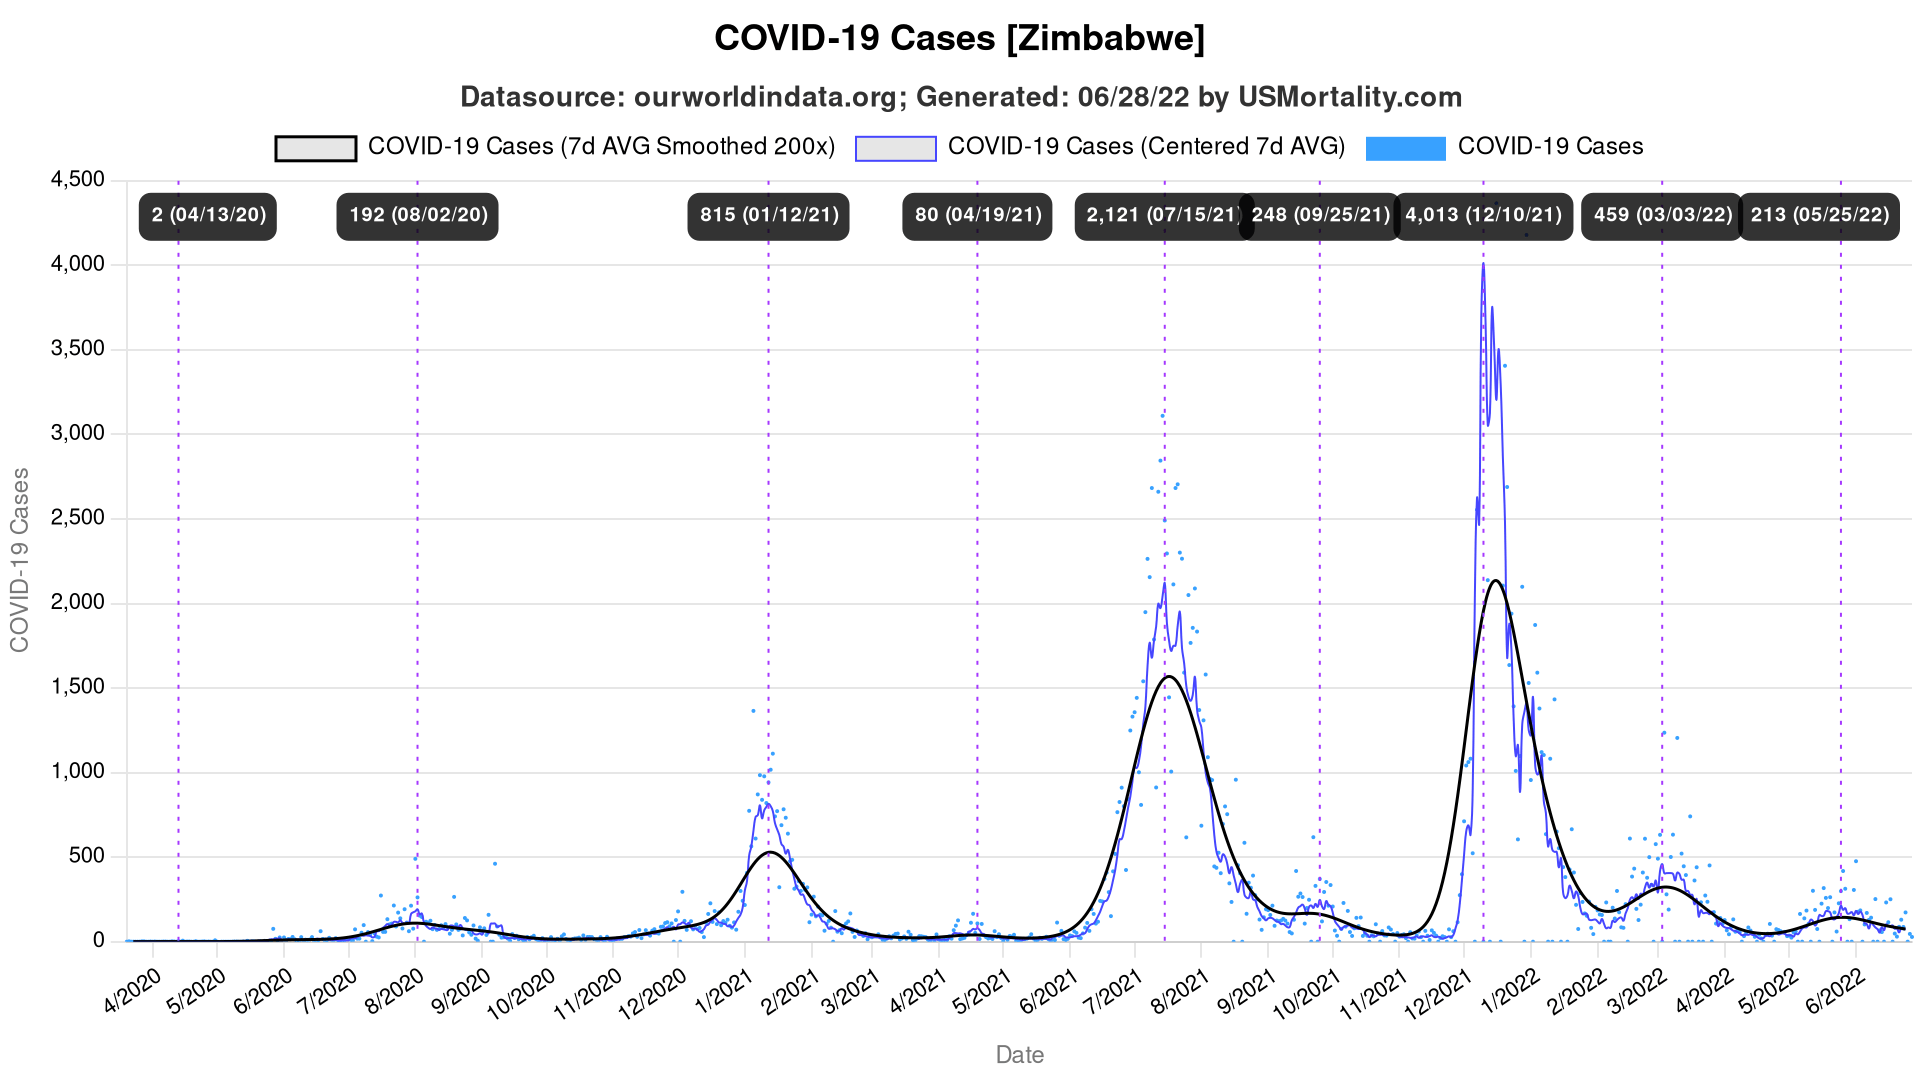 COVID-19 Cases [Zimbabwe]
Datasource: ourworldindata.org; Generated: 06/28/22 by USMortality.com
COVID-19 Cases (7d AVG Smoothed 200x) COVID-19 Cases (Centered 7d AVG) COVID-19 Cases
4,500
2 (04/13/20) 192 (08/02/20) 815 (01/12/21) 80 (04/19/21) 2,121 (07/15/21) 248 (09/25/21) 4,013 (12/10/21) 459 (03/03/22) 213 (05/25/22)
4,000
3,500
3,000
2,500
2,000
1,500
1,000
500
0
COVID-19 Cases
4/2020 5/2020 6/2020 7/2020 8/2020 9/2020 10/2020 11/2020 12/2020 1/2021 2/2021 3/2021 4/2021 5/2021 6/2021 7/2021 8/2021 9/2021 10/2021 11/2021 12/2021 1/2022 2/2022 3/2022 4/2022 5/2022 6/2022
Date